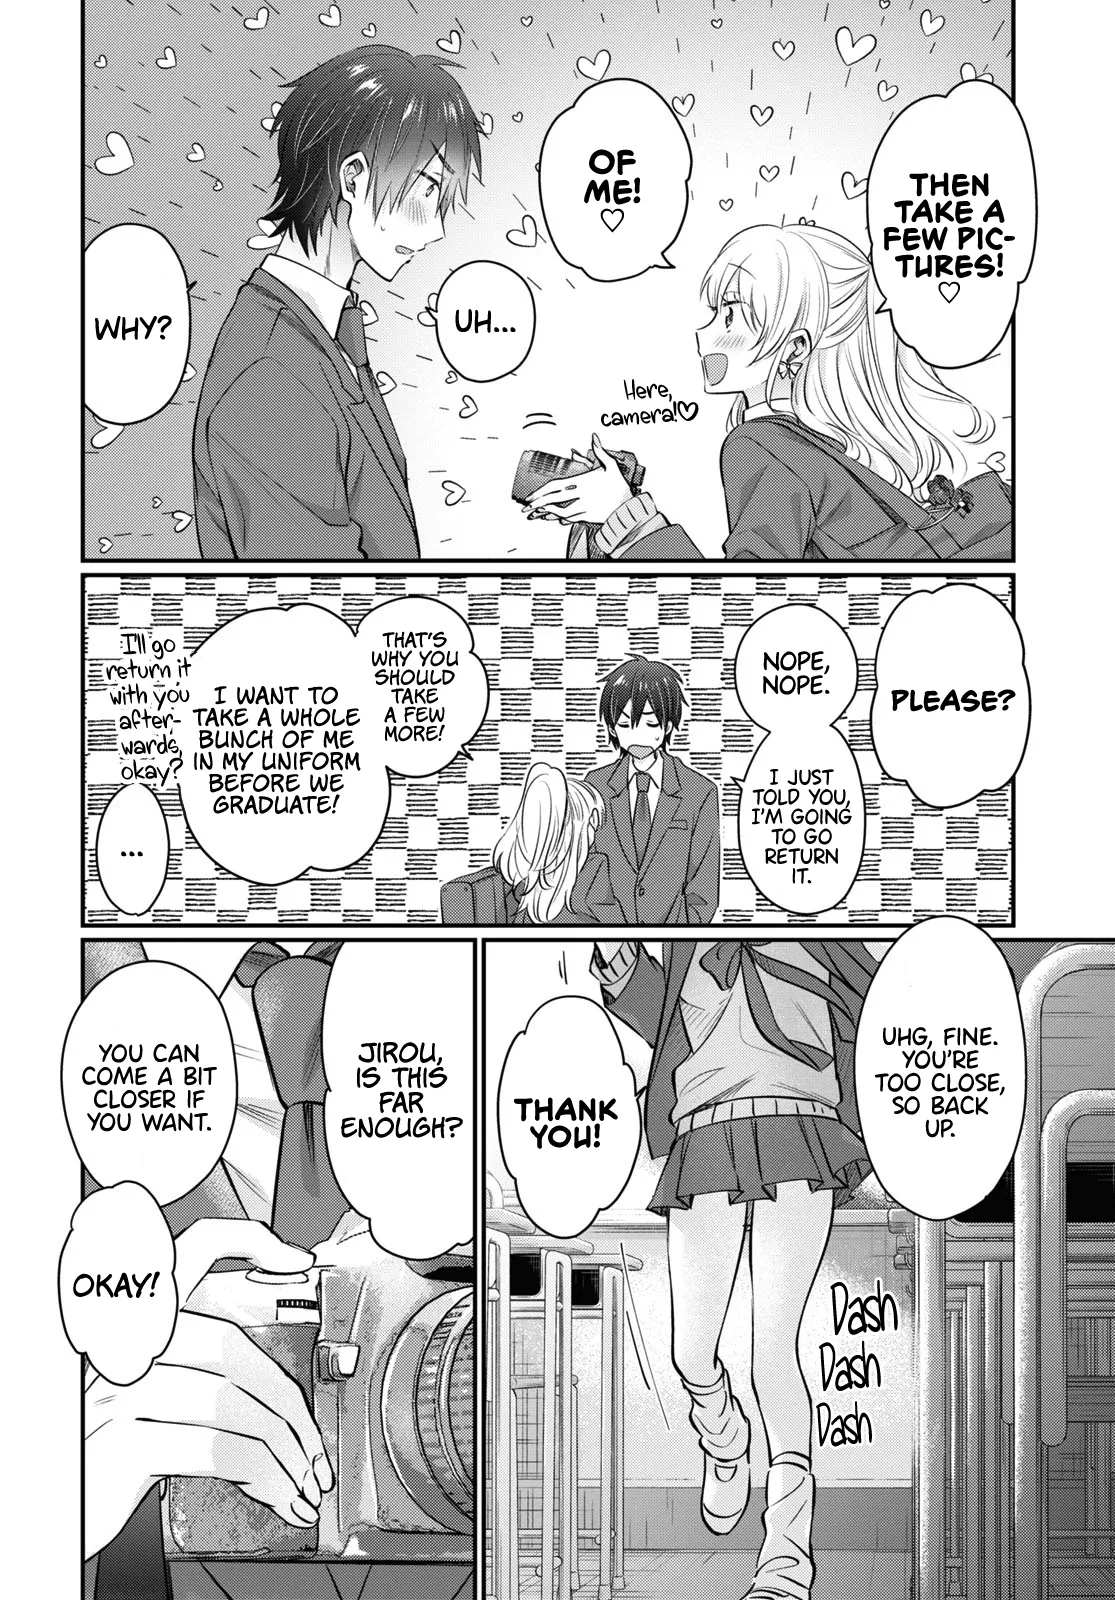 THEN
TAKE A
FEW PIC-
TURES!
♡
OF
ME!
♡
Here,
camera!♡
UH...
WHY?
PLEASE?
NOPE,
NOPE.
I JUST
TOLD YOU,
I'M GOING
TO GO
RETURN
IT.
THAT'S
WHY YOU
SHOULD
TAKE
A FEW
MORE!
I WANT TO
TAKE A WHOLE
BUNCH OF ME
IN MY UNIFORM
BEFORE WE
GRADUATE!
I'll go
return it
with you
after-
wards,
okay?
...
UHG, FINE.
YOU'RE
TOO CLOSE,
SO BACK
UP.
THANK
YOU!
Dash
Dash
Dash
JIROU,
IS THIS
FAR
ENOUGH?
YOU CAN
COME A BIT
CLOSER IF
YOU WANT.
OKAY!